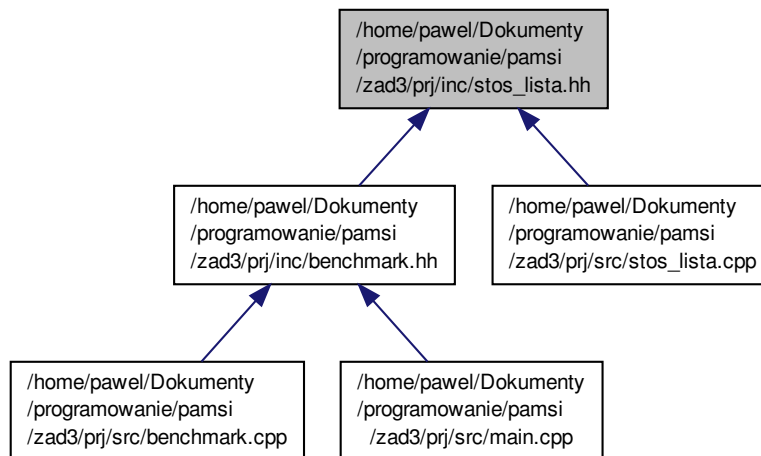 /home/pawel/Dokumenty
/programowanie/pamsi
/zad3/prj/inc/stos_lista.hh
/home/pawel/Dokumenty
/programowanie/pamsi
/zad3/prj/inc/benchmark.hh
/home/pawel/Dokumenty
/programowanie/pamsi
/zad3/prj/src/stos_lista.cpp
/home/pawel/Dokumenty
/programowanie/pamsi
/zad3/prj/src/benchmark.cpp
/home/pawel/Dokumenty
/programowanie/pamsi
/zad3/prj/src/main.cpp